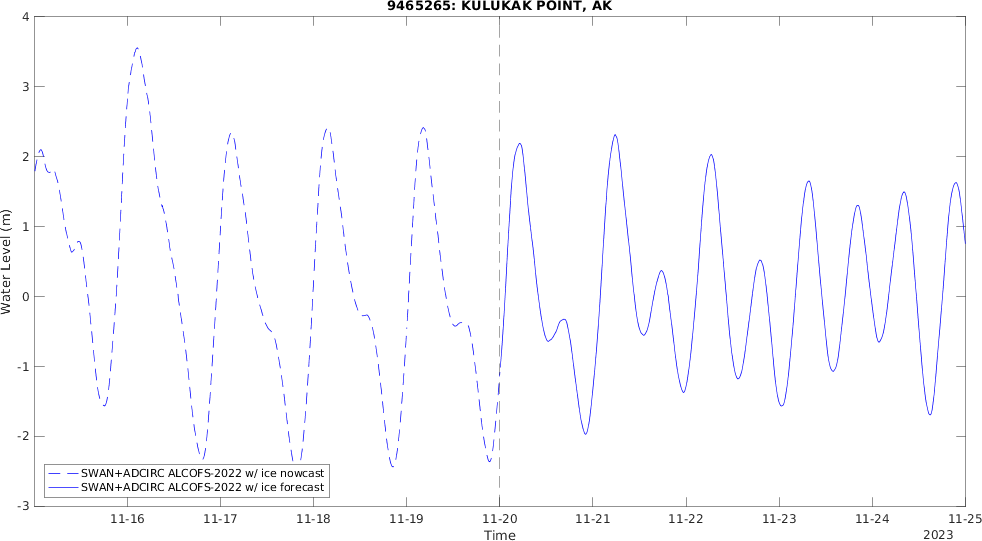 9465265: KULUKAK POINT, AK
4
3
2
1
0
-1
-2
-3
Water Level (m)
SWAN+ADCIRC ALCOFS-2022 w/ ice nowcast
SWAN+ADCIRC ALCOFS-2022 w/ ice forecast
11-16 11-17 11-18 11-19 11-20 11-21 11-22 11-23 11-24 11-25
Time
2023